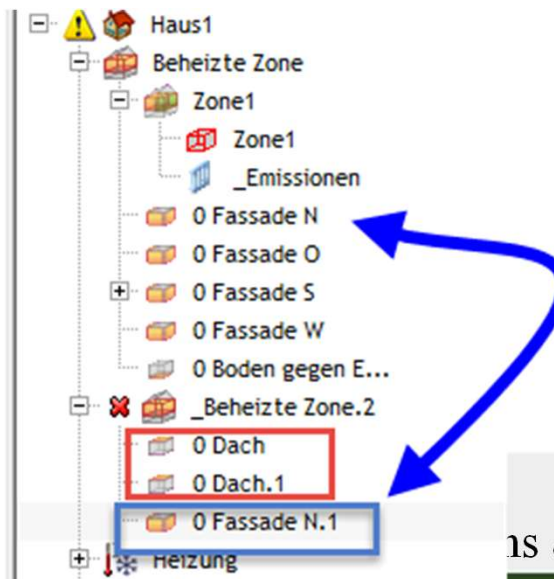 Haus1
Beheizte Zone
Zone1
Zone1
_Emissionen
0 Fassade N
0 Fassade O
0 Fassade S
0 Fassade W
0 Boden gegen E...
_Beheizte Zone.2
0 Dach
0 Dach.1
0 Fassade N.1
Heizung